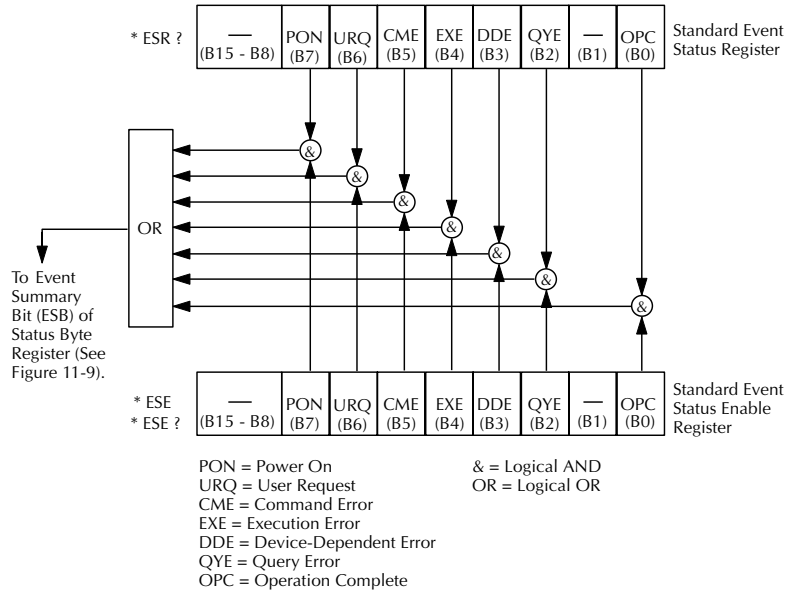 * ESR ?
— PON URQ CME EXE DDE QYE — OPC
(B15 - B8) (B7) (B6) (B5) (B4) (B3) (B2) (B1) (B0)
Standard Event
Status Register
&
&
&
&
&
&
&
OR
To Event
Summary
Bit (ESB) of
Status Byte
Register (See
Figure 11-9).
* ESE
* ESE ?
— PON URQ CME EXE DDE QYE — OPC
(B15 - B8) (B7) (B6) (B5) (B4) (B3) (B2) (B1) (B0)
Standard Event
Status Enable
Register
PON = Power On
URQ = User Request
CME = Command Error
EXE = Execution Error
DDE = Device-Dependent Error
QYE = Query Error
OPC = Operation Complete
& = Logical AND
OR = Logical OR